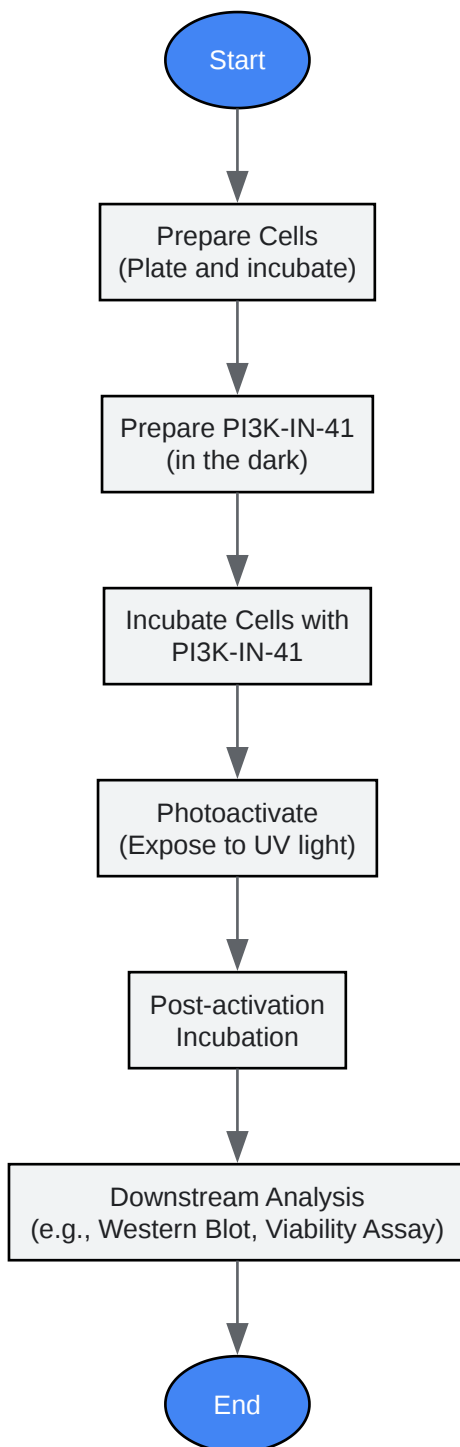 Start
Prepare Cells
(Plate and incubate)
Prepare PI3K-IN-41
(in the dark)
Incubate Cells with
PI3K-IN-41
Photoactivate
(Expose to UV light)
Post-activation
Incubation
Downstream Analysis
(e.g., Western Blot, Viability Assay)
End